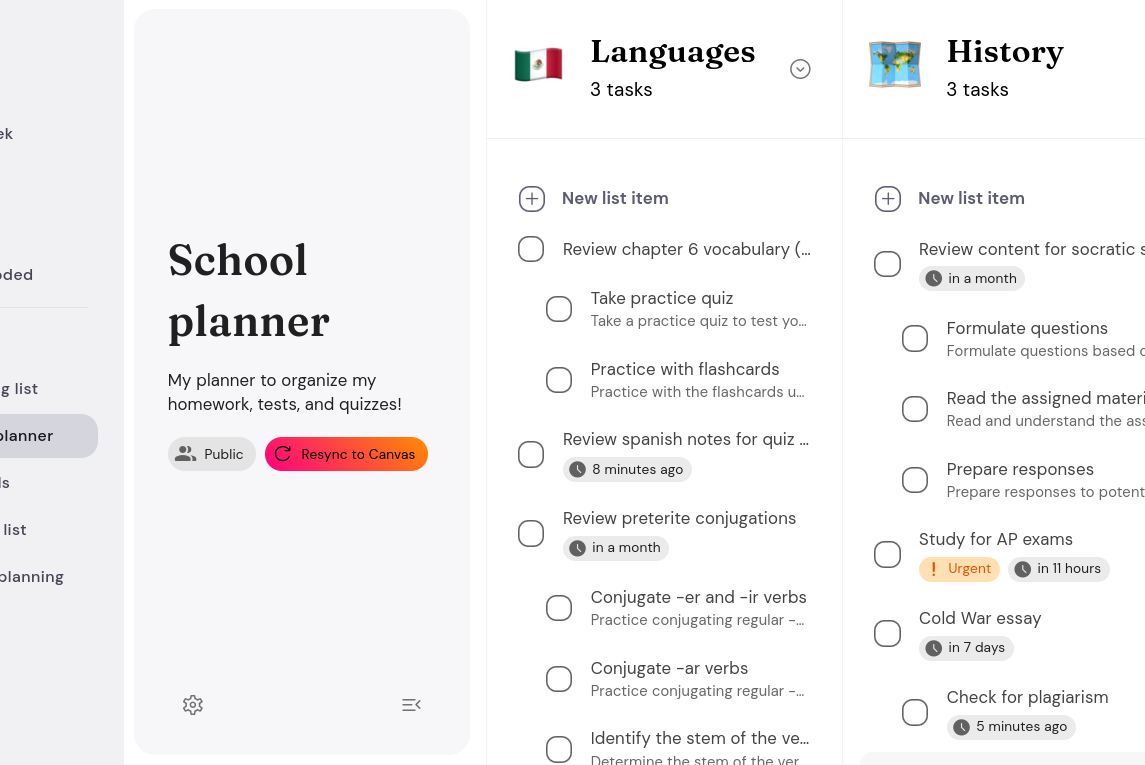 ek
oded
g list
planner
ls
list
planning
School
planner
My planner to organize my
homework, tests, and quizzes!
Public
Resync to Canvas
Languages
3 tasks
New list item
Review chapter 6 vocabulary (...
Take practice quiz
Take a practice quiz to test yo...
Practice with flashcards
Practice with the flashcards u...
Review spanish notes for quiz ...
8 minutes ago
Review preterite conjugations
in a month
Conjugate -er and -ir verbs
Practice conjugating regular -...
Conjugate -ar verbs
Practice conjugating regular -...
Identify the stem of the ve...
Determine the stem of the ver...
History
3 tasks
New list item
Review content for socratic s
in a month
Formulate questions
Formulate questions based o
Read the assigned materi
Read and understand the ass
Prepare responses
Prepare responses to potent
Study for AP exams
! Urgent
in 11 hours
Cold War essay
in 7 days
Check for plagiarism
5 minutes ago